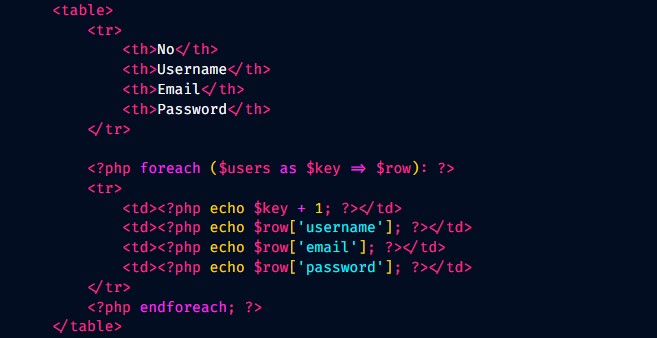 <table>
<tr>
<th>No</th>
<th>Username</th>
<th>Email</th>
<th>Password</th>
</tr>
<?php foreach ($users as $key => $row): ?>
<tr>
<td><?php echo $key + 1; ?></td>
<td><?php echo $row['username']; ?></td>
<td><?php echo $row['email']; ?></td>
<td><?php echo $row['password']; ?></td>
</tr>
<?php endforeach; ?>
</table>